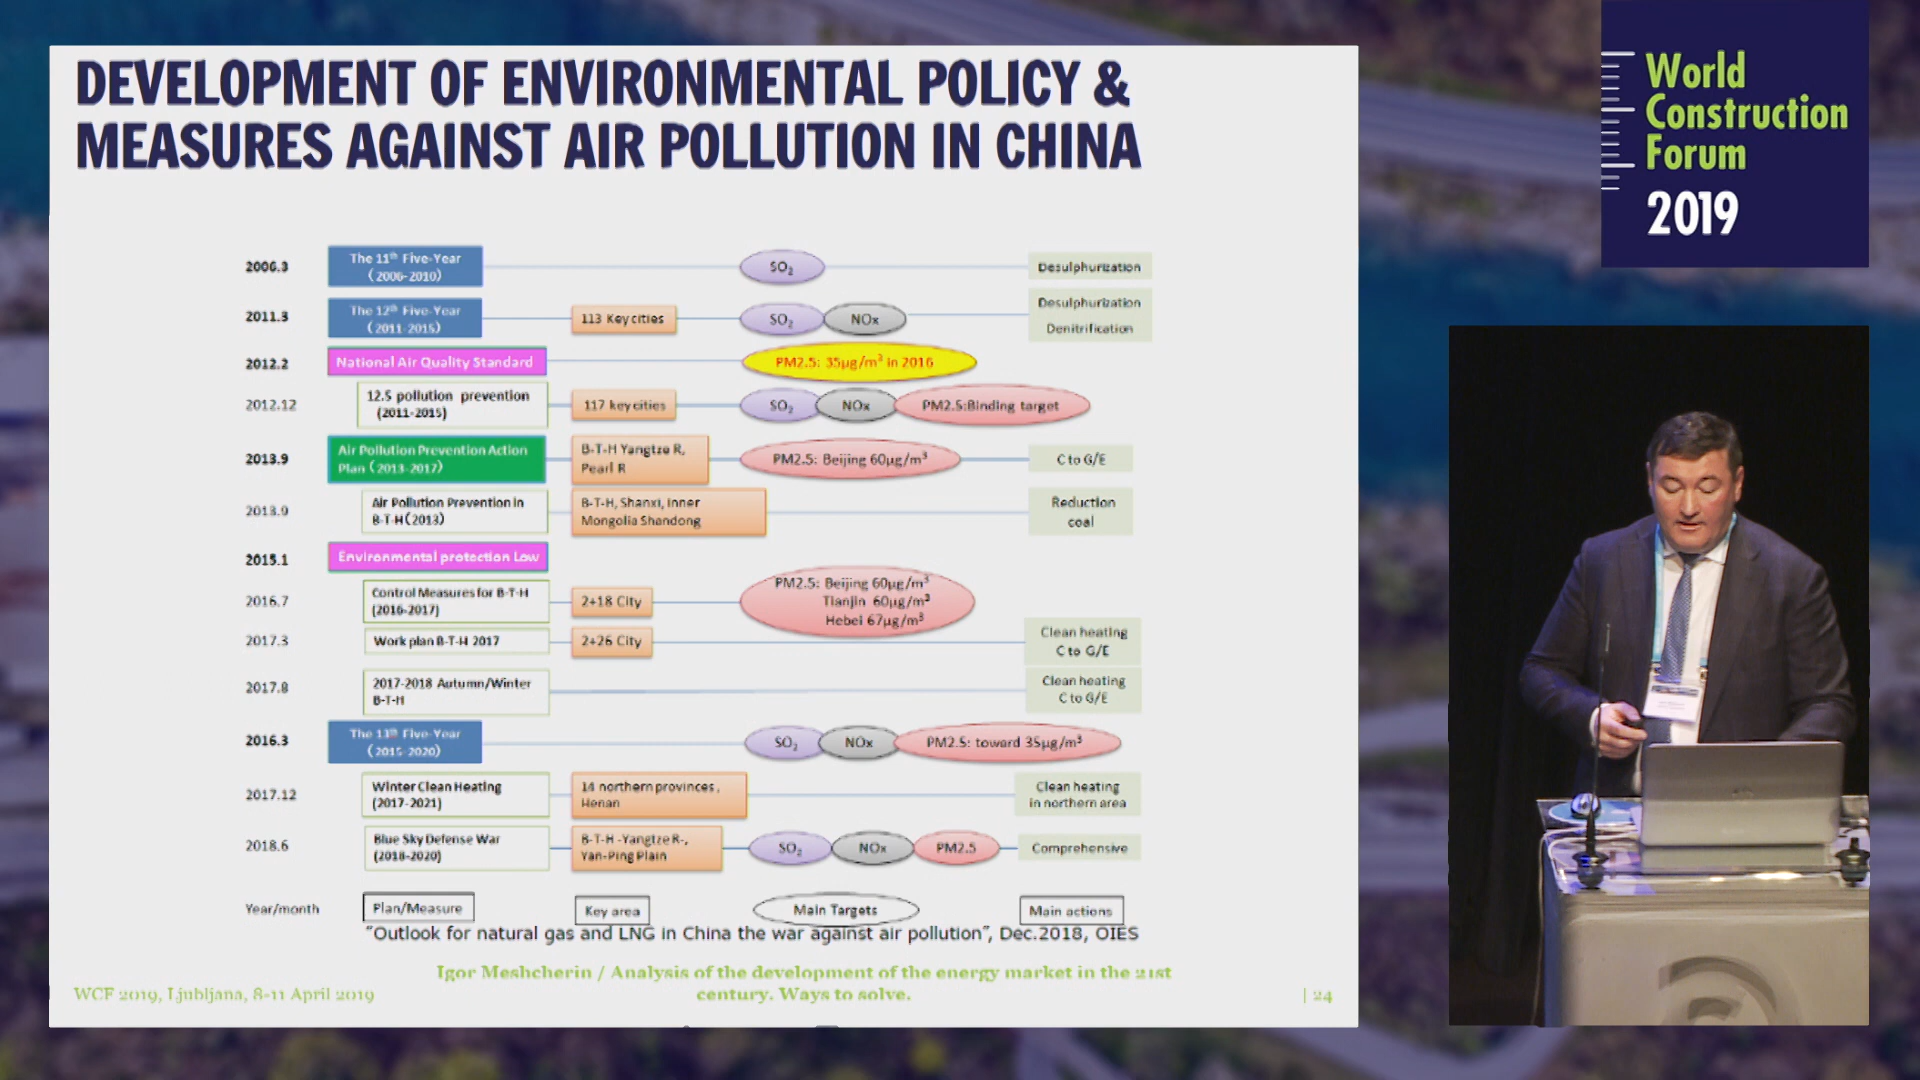 DEVELOPMENT OF ENVIRONMENTAL POLICY &
MEASURES AGAINST AIR POLLUTION IN CHINA
World
Construction
Forum
2019
2006.3
The 11th Five-Year
(2006-2010)
SO2
Desulphurization
2011.3
The 12th Five-Year
(2011-2015)
113 Key cities
SO2
NOx
Desulphurization
Denitrification
2012.2
National Air Quality Standard
PM2.5: 35µg/m³ in 2016
2012.12
12.5 pollution prevention
(2011-2015)
117 key cities
SO2
NOx
PM2.5:Binding target
2013.9
Air Pollution Prevention Action
Plan (2013-2017)
B-T-H Yangtze R,
Pearl R
PM2.5: Beijing 60µg/m³
C to G/E
2013.9
Air Pollution Prevention in
B-T-H(2013)
B-T-H, Shanxi, Inner
Mongolia Shandong
Reduction
coal
2015.1
Environmental protection Low
2016.7
Control Measures for B-T-H
(2016-2017)
2+18 City
PM2.5: Beijing 60µg/m³
Tianjin 60µg/m³
Hebei 67µg/m³
2017.3
Work plan B-T-H 2017
2+26 City
Clean heating
C to G/E
2017.8
2017-2018 Autumn/Winter
B-T-H
Clean heating
C to G/E
2016.3
The 13th Five-Year
(2015-2020)
SO2
NOx
PM2.5: toward 35µg/m³
2017.12
Winter Clean Heating
(2017-2021)
14 northern provinces,
Henan
Clean heating
in northern area
2018.6
Blue Sky Defense War
(2018-2020)
B-T-H -Yangtze R-,
Yan-Ping Plain
SO2
NOx
PM2.5
Comprehensive
Year/month
Plan/Measure
Key area
Main Targets
Main actions
"Outlook for natural gas and LNG in China the war against air pollution", Dec.2018, OIES
WCF 2019, Ljubljana, 8-11 April 2019
Igor Meshcherin / Analysis of the development of the energy market in the 21st
century. Ways to solve.
| 24